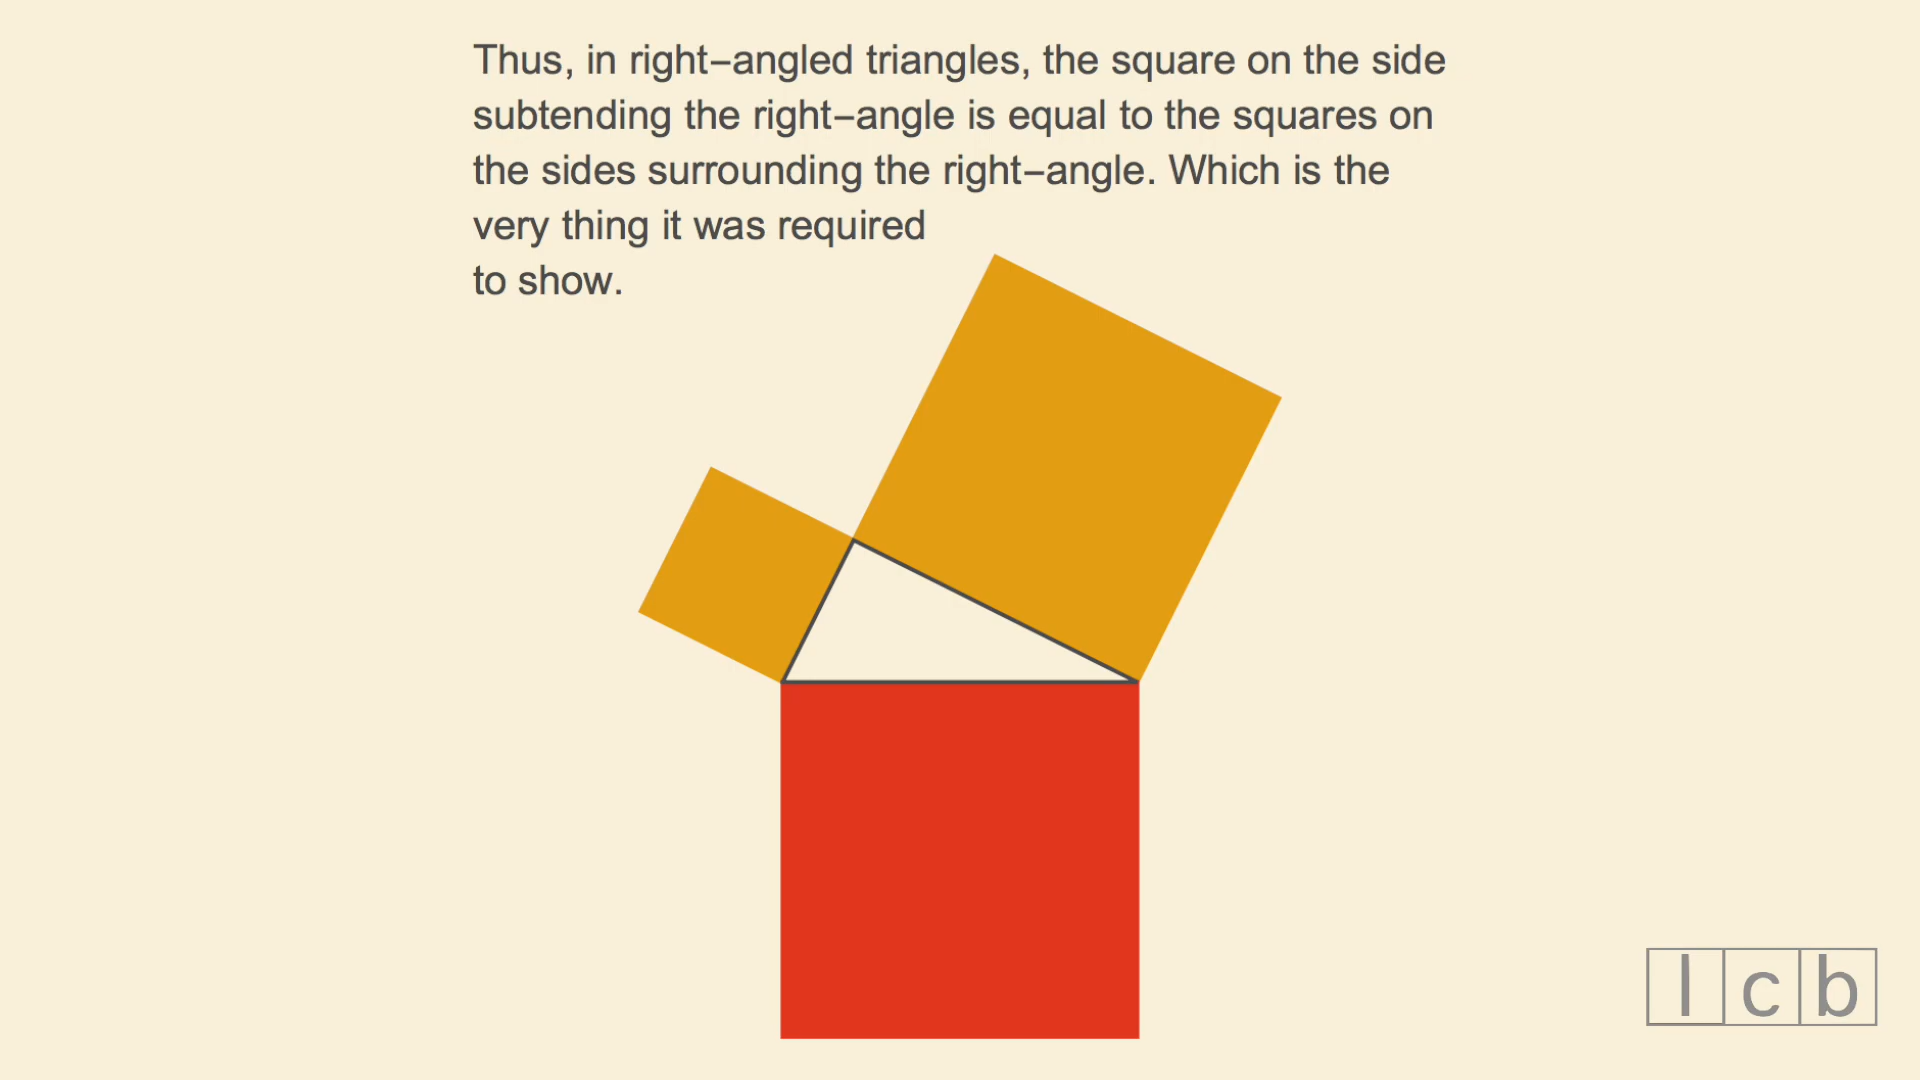 Thus, in right–angled triangles, the square on the side
subtending the right–angle is equal to the squares on
the sides surrounding the right–angle. Which is the
very thing it was required
to show.
lcb